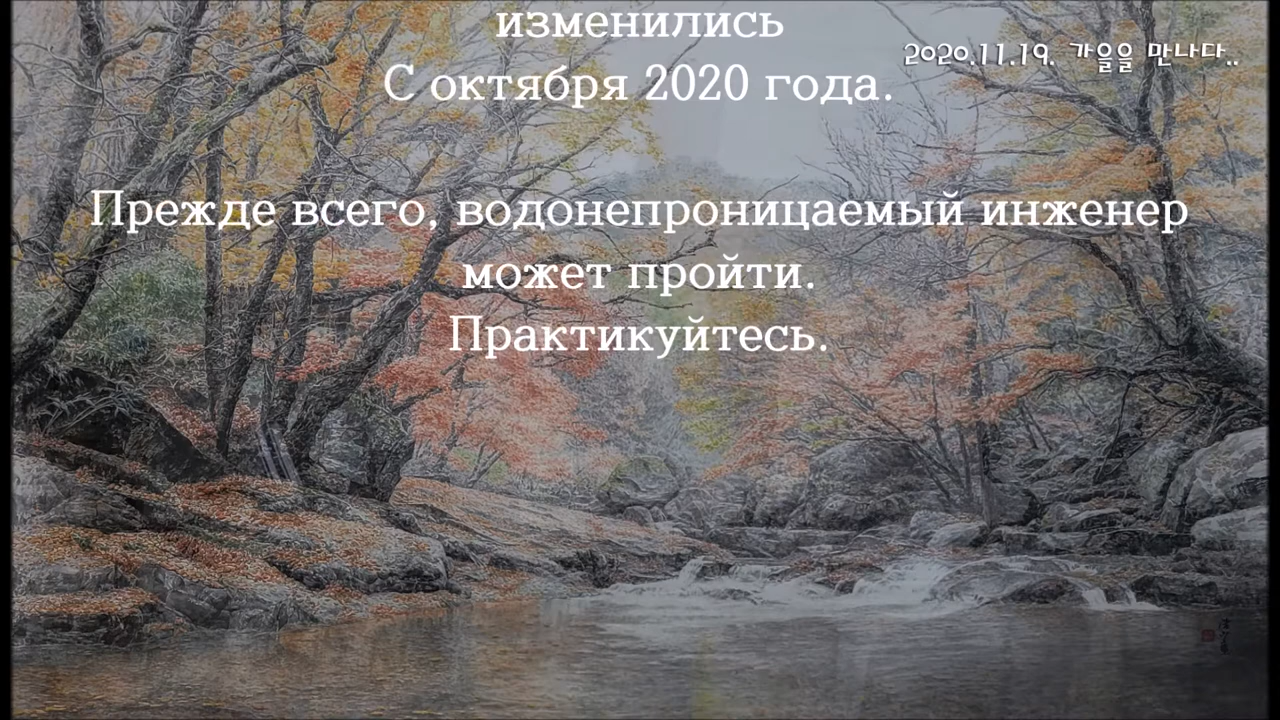 изменились
2020.11.19. 가을을 만나다..
С октября 2020 года.
Прежде всего, водонепроницаемый инженер
может пройти.
Практикуйтесь.